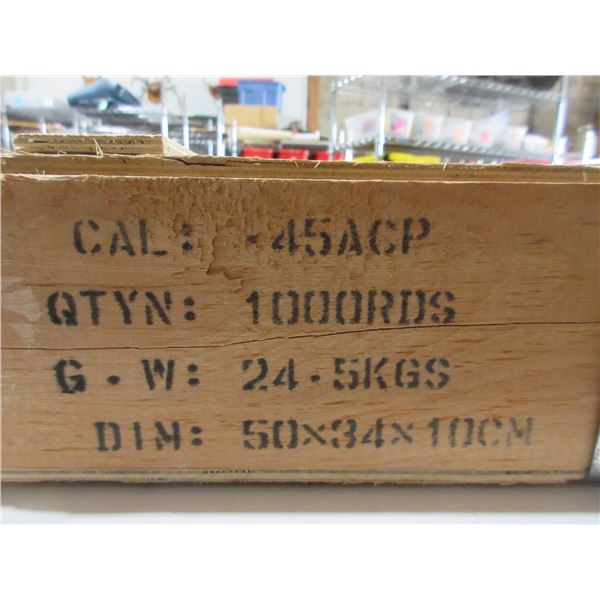 CAL: .45ACP
QTYN: 1000RDS
G.W: 24.5KGS
DIM: 50×34×10CM